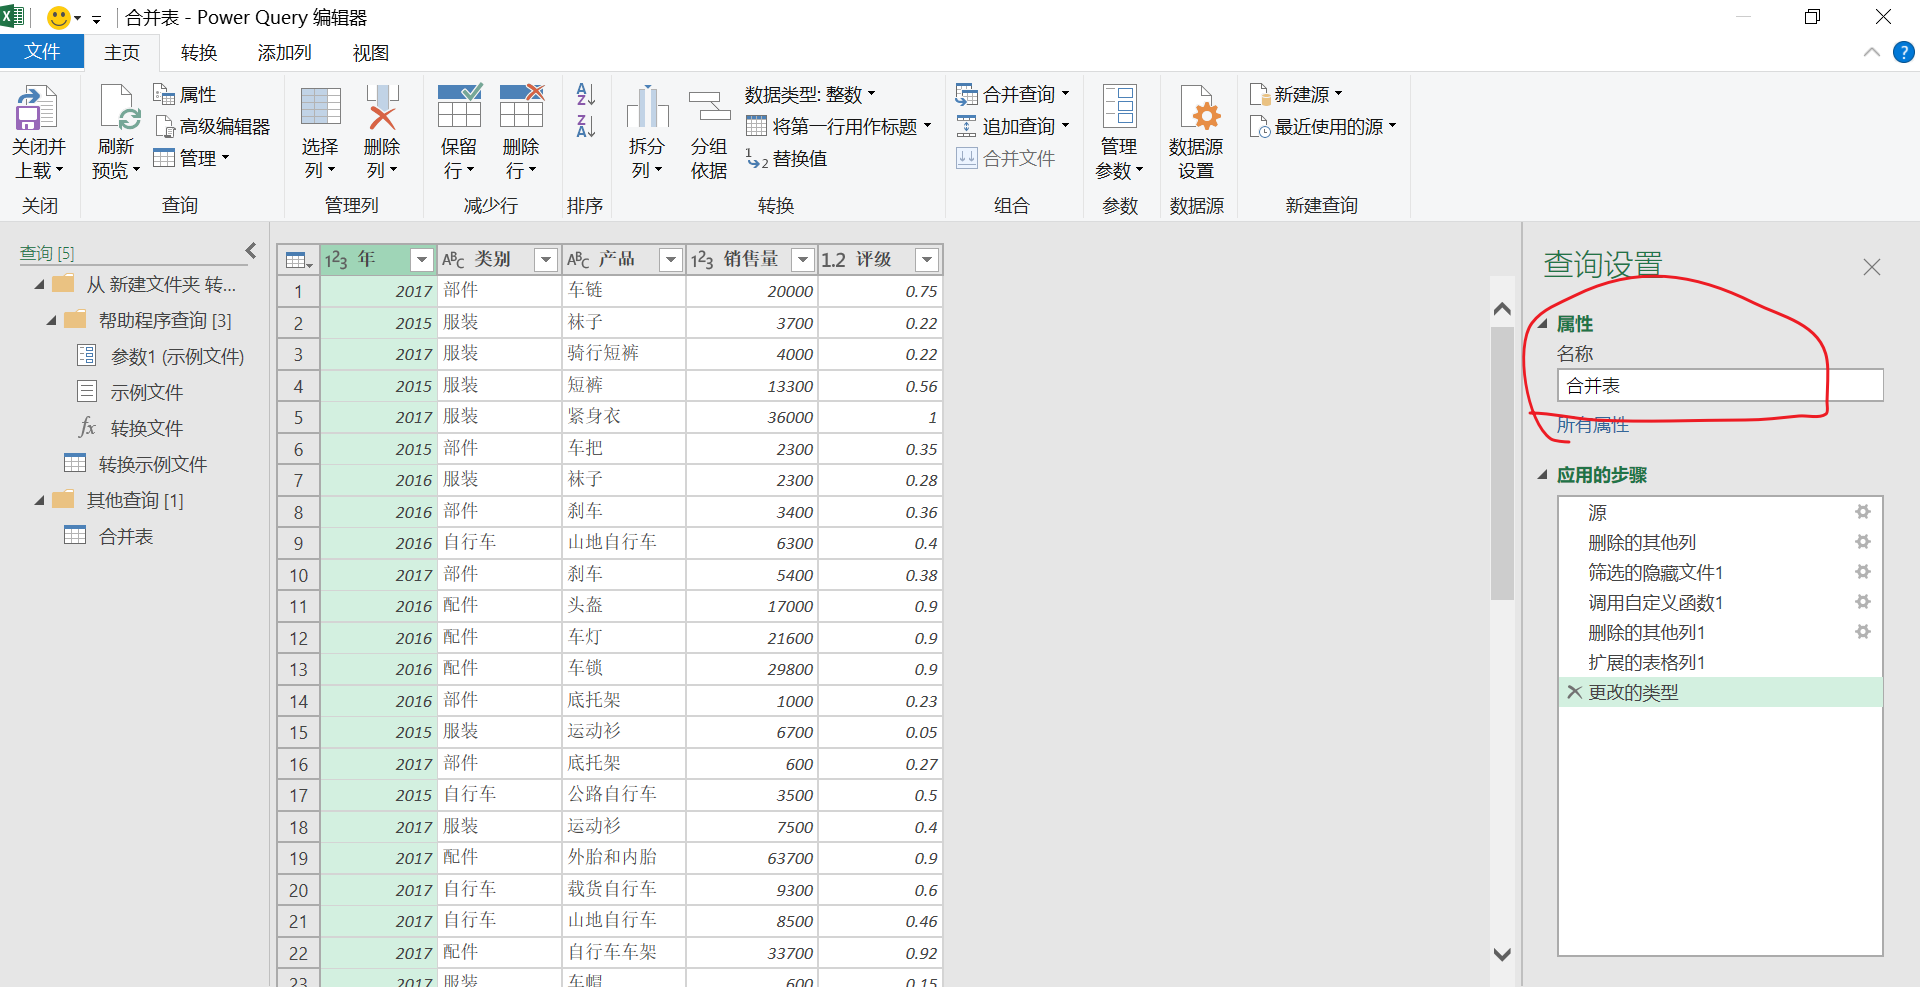 合并表 - Power Query 编辑器
文件 主页 转换 添加列 视图
?
关闭并上载
关闭
刷新预览
属性
高级编辑器
管理
查询
选择列
删除列
管理列
保留行
删除行
减少行
排序
拆分列
分组依据
数据类型: 整数
将第一行用作标题
替换值
转换
合并查询
追加查询
合并文件
组合
管理参数
参数
数据源设置
数据源
新建源
最近使用的源
新建查询
查询 [5]
从 新建文件夹 转...
帮助程序查询 [3]
参数1 (示例文件)
示例文件
fx 转换文件
转换示例文件
其他查询 [1]
合并表
123 年 ABC 类别 ABC 产品 123 销售量 1.2 评级
1 2017 部件 车链 20000 0.75
2 2015 服装 袜子 3700 0.22
3 2017 服装 骑行短裤 4000 0.22
4 2015 服装 短裤 13300 0.56
5 2017 服装 紧身衣 36000 1
6 2015 部件 车把 2300 0.35
7 2016 服装 袜子 2300 0.28
8 2016 部件 刹车 3400 0.36
9 2016 自行车 山地自行车 6300 0.4
10 2017 部件 刹车 5400 0.38
11 2016 配件 头盔 17000 0.9
12 2016 配件 车灯 21600 0.9
13 2016 配件 车锁 29800 0.9
14 2016 部件 底托架 1000 0.23
15 2015 服装 运动衫 6700 0.05
16 2017 部件 底托架 600 0.27
17 2015 自行车 公路自行车 3500 0.5
18 2017 服装 运动衫 7500 0.4
19 2017 配件 外胎和内胎 63700 0.9
20 2017 自行车 载货自行车 9300 0.6
21 2017 自行车 山地自行车 8500 0.46
22 2017 配件 自行车车架 33700 0.92
23 2017 服装 车帽 600 0.15
查询设置
属性
名称
合并表
所有属性
应用的步骤
源
删除的其他列
筛选的隐藏文件1
调用自定义函数1
删除的其他列1
扩展的表格列1
更改的类型